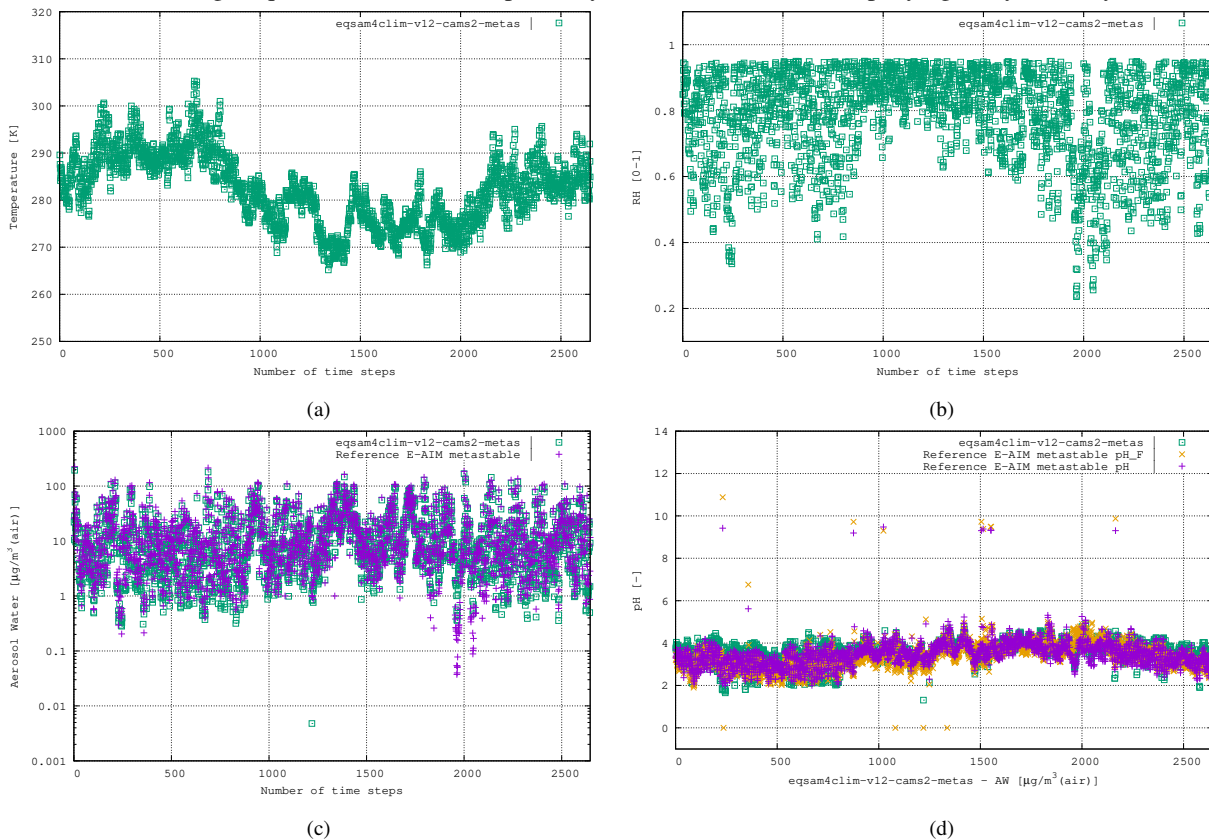 320
310
300
290
280
270
260
250
Temperature [K]
eqsam4clim-v12-cams2-metas |
0 500 1000 1500 2000 2500
Number of time steps
(a)
1
0.8
0.6
0.4
0.2
RH [0-1]
eqsam4clim-v12-cams2-metas |
0 500 1000 1500 2000 2500
Number of time steps
(b)
1000
100
10
1
0.1
0.01
0.001
Aerosol Water [μg/m³(air)]
eqsam4clim-v12-cams2-metas |
Reference E-AIM metastable |
0 500 1000 1500 2000 2500
Number of time steps
(c)
14
12
10
8
6
4
2
0
pH [-]
eqsam4clim-v12-cams2-metas |
Reference E-AIM metastable pH_F |
Reference E-AIM metastable pH |
0 500 1000 1500 2000 2500
eqsam4clim-v12-cams2-metas - AW [μg/m³(air)]
(d)